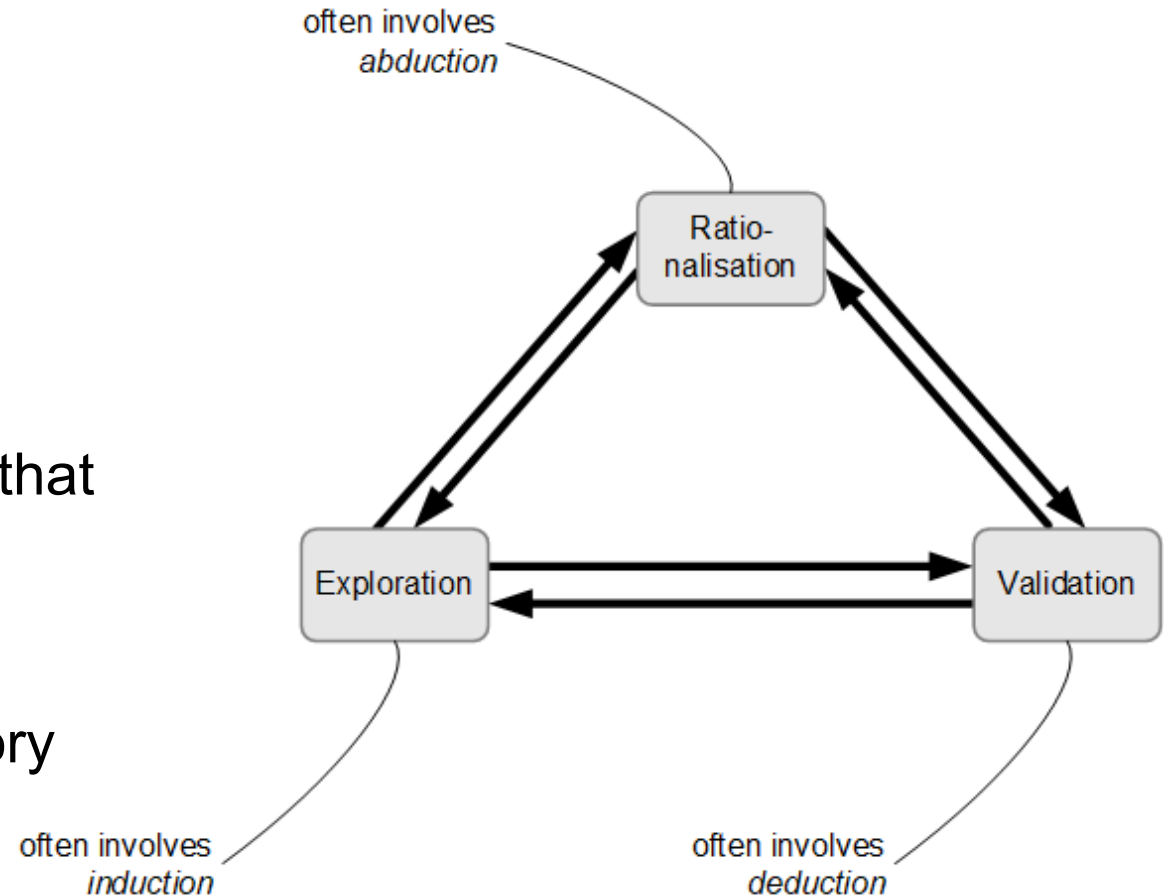 often involves
abduction
Ratio-
nalisation
that
Exploration
Validation
ory
often involves
induction
often involves
deduction